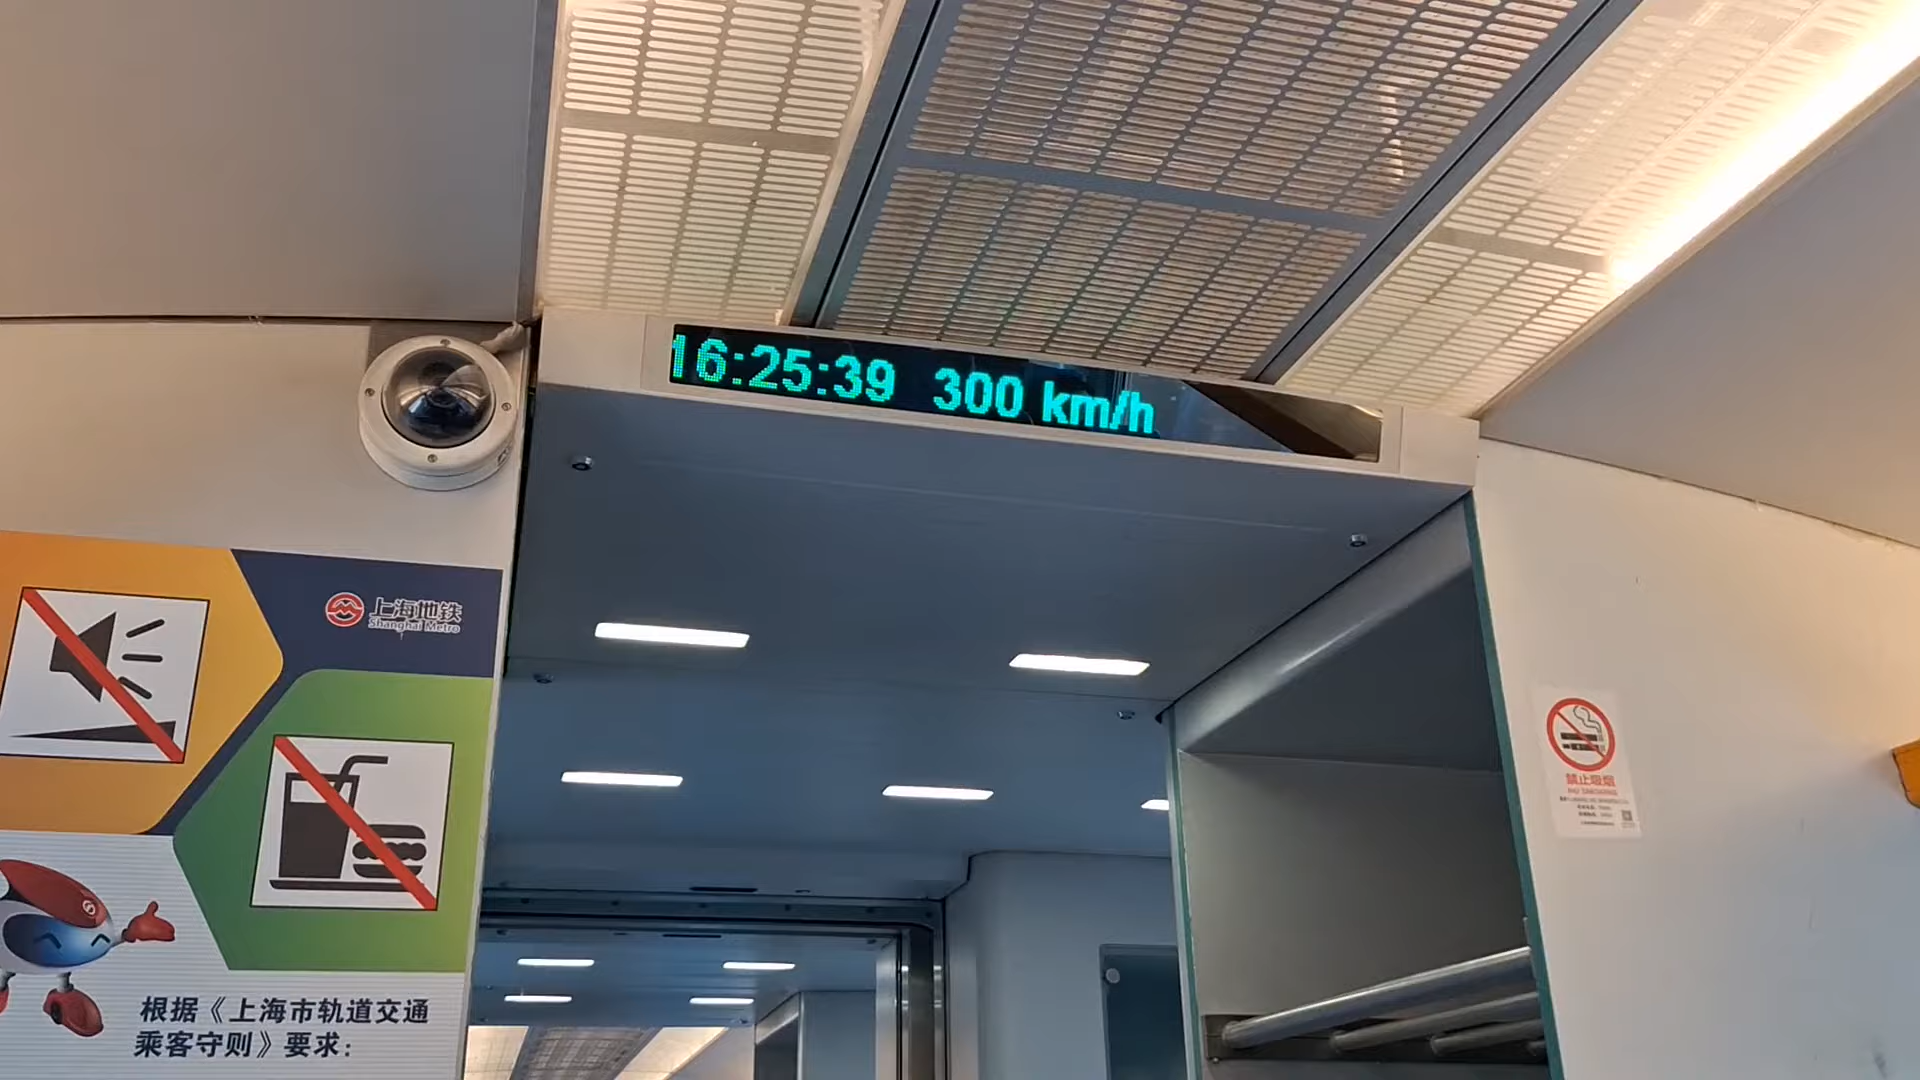 16:25:39 300 km/h
上海地铁
Shanghai Metro
根据《上海市轨道交通
乘客守则》要求：
禁止吸烟
NO SMOKING